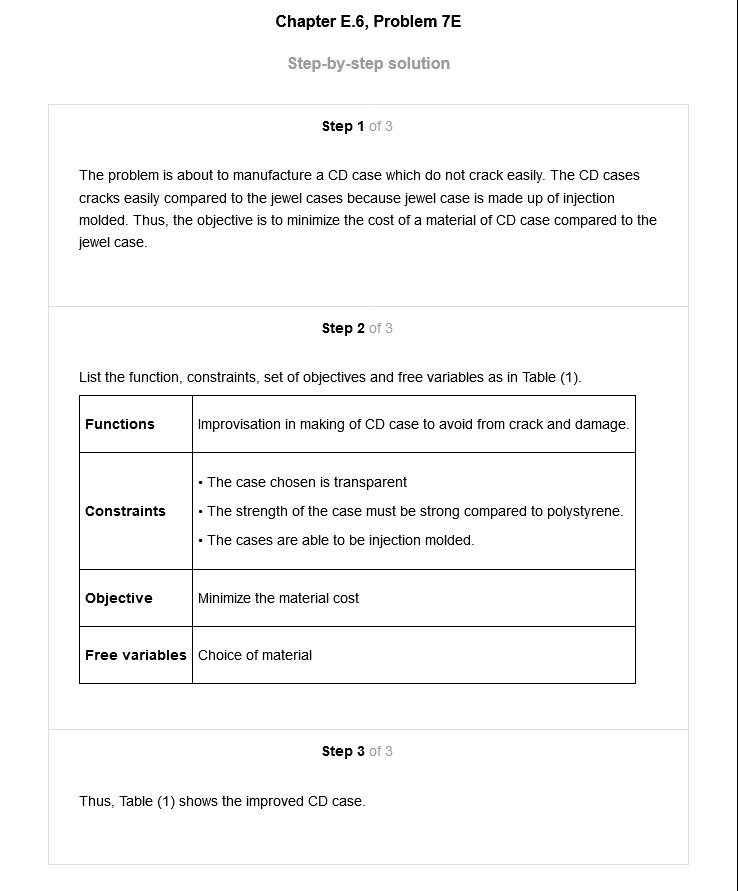 Chapter E.6, Problem 7E
Step-by-step solution
Step 1 of 3
The problem is about to manufacture a CD case which do not crack easily. The CD cases
cracks easily compared to the jewel cases because jewel case is made up of injection
molded. Thus, the objective is to minimize the cost of a material of CD case compared to the
jewel case.
Step 2 of 3
List the function, constraints, set of objectives and free variables as in Table (1).
Functions
Improvisation in making of CD case to avoid from crack and damage.
Constraints
• The case chosen is transparent
• The strength of the case must be strong compared to polystyrene.
• The cases are able to be injection molded.
Objective
Minimize the material cost
Free variables
Choice of material
Step 3 of 3
Thus, Table (1) shows the improved CD case.